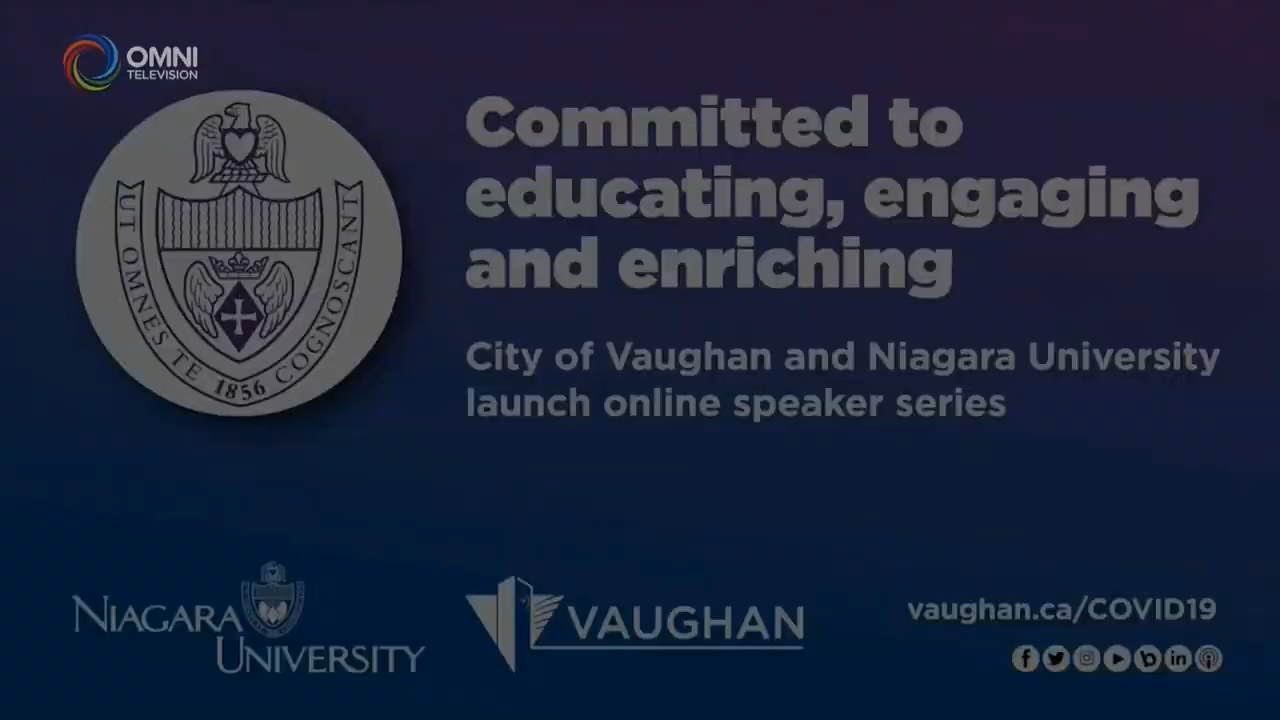 OMNI
TELEVISION
UT OMNES TE COGNOSCANT
1856
Committed to
educating, engaging
and enriching
City of Vaughan and Niagara University
launch online speaker series
NIAGARA
UNIVERSITY
VAUGHAN
vaughan.ca/COVID19